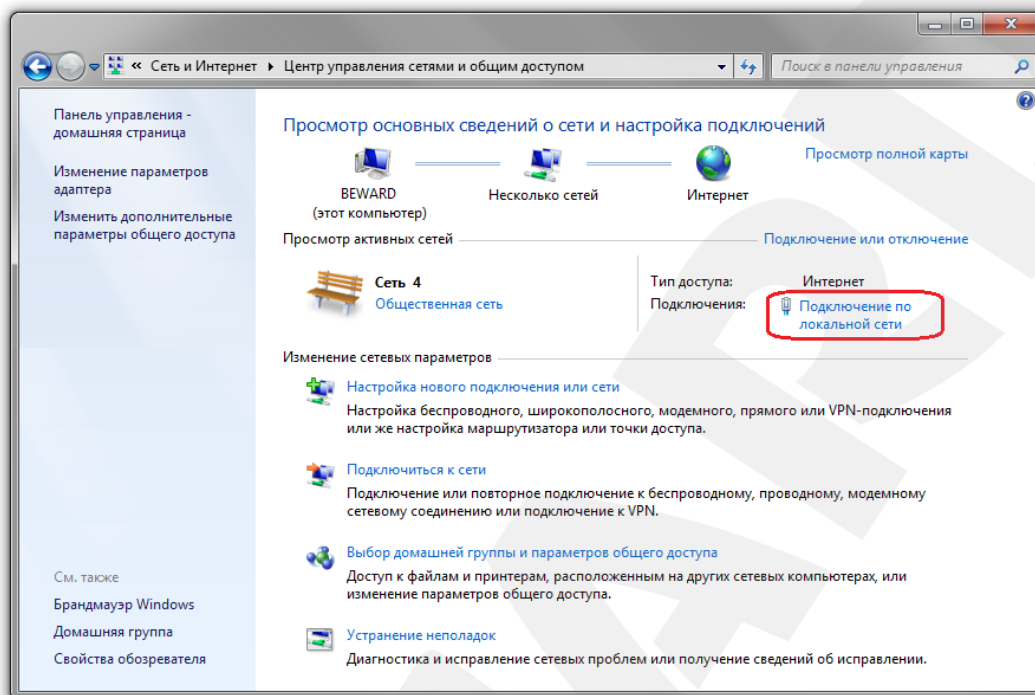 « Сеть и Интернет ▸ Центр управления сетями и общим доступом
Поиск в панели управления
Панель управления -
домашняя страница
Изменение параметров
адаптера
Изменить дополнительные
параметры общего доступа
Просмотр основных сведений о сети и настройка подключений
Просмотр полной карты
BEWARD
(этот компьютер)
Несколько сетей
Интернет
Просмотр активных сетей
Подключение или отключение
Сеть 4
Общественная сеть
Тип доступа: Интернет
Подключения: Подключение по
локальной сети
Изменение сетевых параметров
Настройка нового подключения или сети
Настройка беспроводного, широкополосного, модемного, прямого или VPN-подключения
или же настройка маршрутизатора или точки доступа.
Подключиться к сети
Подключение или повторное подключение к беспроводному, проводному, модемному
сетевому соединению или подключение к VPN.
Выбор домашней группы и параметров общего доступа
Доступ к файлам и принтерам, расположенным на других сетевых компьютерах, или
изменение параметров общего доступа.
Устранение неполадок
Диагностика и исправление сетевых проблем или получение сведений об исправлении.
См. также
Брандмауэр Windows
Домашняя группа
Свойства обозревателя